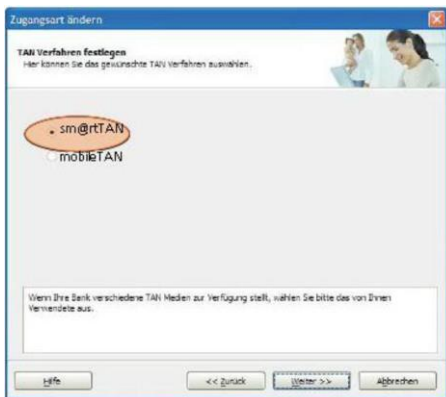 Zugangsart ändern
TAN Verfahren festlegen
Hier können Sie das gewünschte TAN Verfahren auswählen.
sm@rtTAN
mobileTAN
Wenn Ihre Bank verschiedene TAN Medien zur Verfügung stellt, wählen Sie bitte das von Ihnen
Verwendete aus.
Hilfe
<< Zurück
Weiter >>
Abbrechen